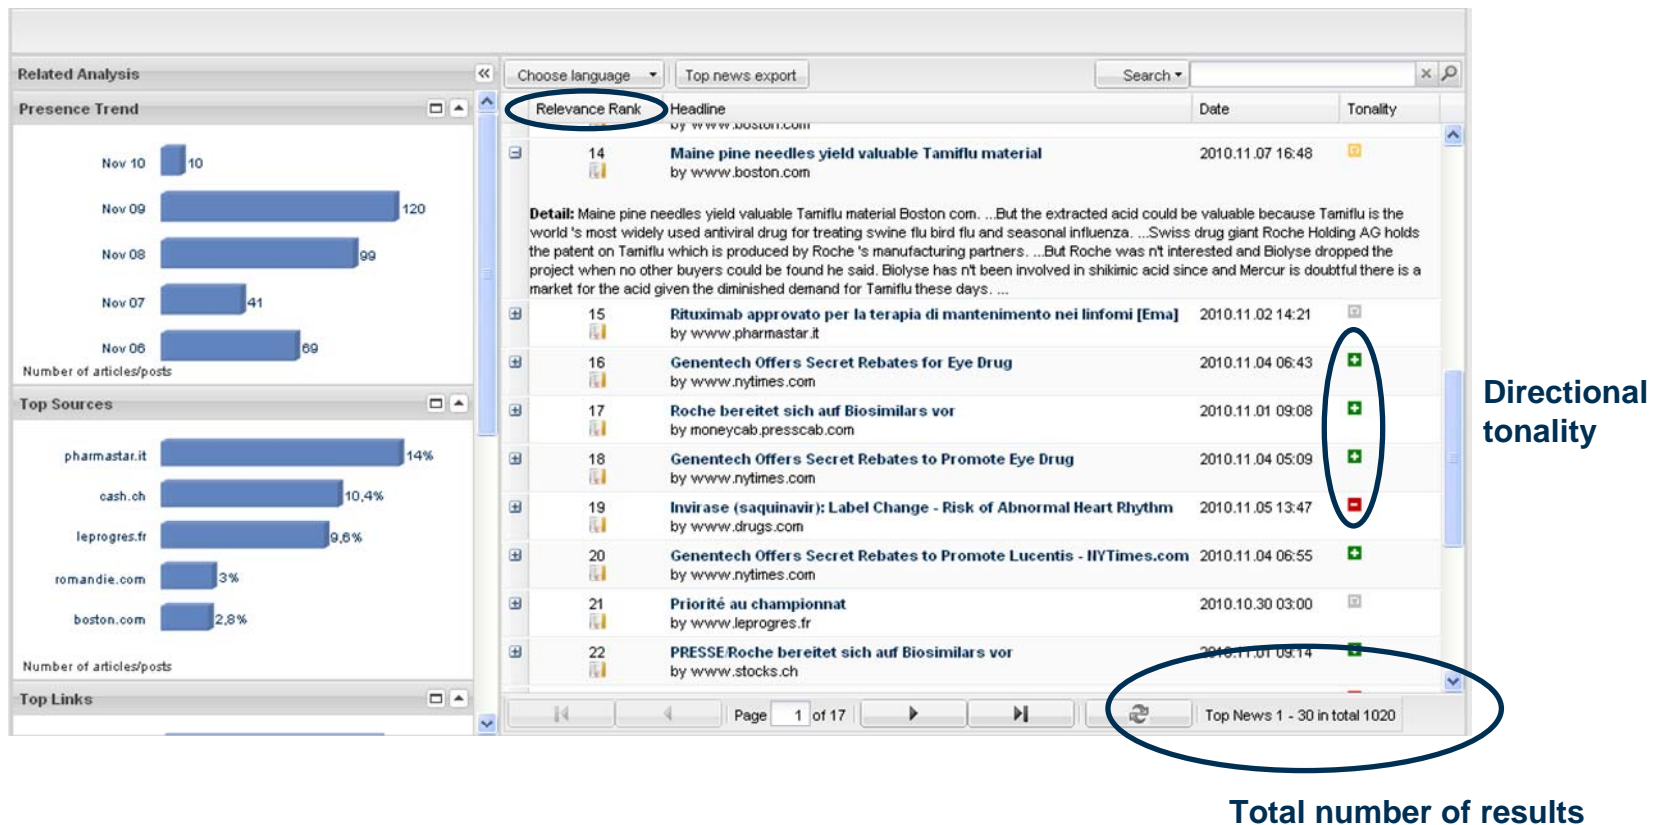 Related Analysis
Presence Trend
Nov 10 10
Nov 09 120
Nov 08 99
Nov 07 41
Nov 06 69
Number of articles/posts
Top Sources
pharmastar.it 14%
cash.ch 10,4%
leprogres.fr 9,6%
romandie.com 3%
boston.com 2,8%
Number of articles/posts
Top Links
Choose language Top news export Search
Relevance Rank Headline Date Tonality
by www.boston.com
14 Maine pine needles yield valuable Tamiflu material 2010.11.07 16:48
by www.boston.com
Detail: Maine pine needles yield valuable Tamiflu material Boston com. ...But the extracted acid could be valuable because Tamiflu is the
world 's most widely used antiviral drug for treating swine flu bird flu and seasonal influenza. ...Swiss drug giant Roche Holding AG holds
the patent on Tamiflu which is produced by Roche 's manufacturing partners. ...But Roche was n't interested and Biolyse dropped the
project when no other buyers could be found he said. Biolyse has n't been involved in shikimic acid since and Mercur is doubtful there is a
market for the acid given the diminished demand for Tamiflu these days. ...
15 Rituximab approvato per la terapia di mantenimento nei linfomi [Ema] 2010.11.02 14:21
by www.pharmastar.it
16 Genentech Offers Secret Rebates for Eye Drug 2010.11.04 06:43
by www.nytimes.com
17 Roche bereitet sich auf Biosimilars vor 2010.11.01 09:08
by moneycab.presscab.com
18 Genentech Offers Secret Rebates to Promote Eye Drug 2010.11.04 05:09
by www.nytimes.com
19 Invirase (saquinavir): Label Change - Risk of Abnormal Heart Rhythm 2010.11.05 13:47
by www.drugs.com
20 Genentech Offers Secret Rebates to Promote Lucentis - NYTimes.com 2010.11.04 06:55
by www.nytimes.com
21 Priorité au championnat 2010.10.30 03:00
by www.leprogres.fr
22 PRESSE/Roche bereitet sich auf Biosimilars vor 2010.11.01 09:14
by www.stocks.ch
Page 1 of 17 Top News 1 - 30 in total 1020
Directional
tonality
Total number of results